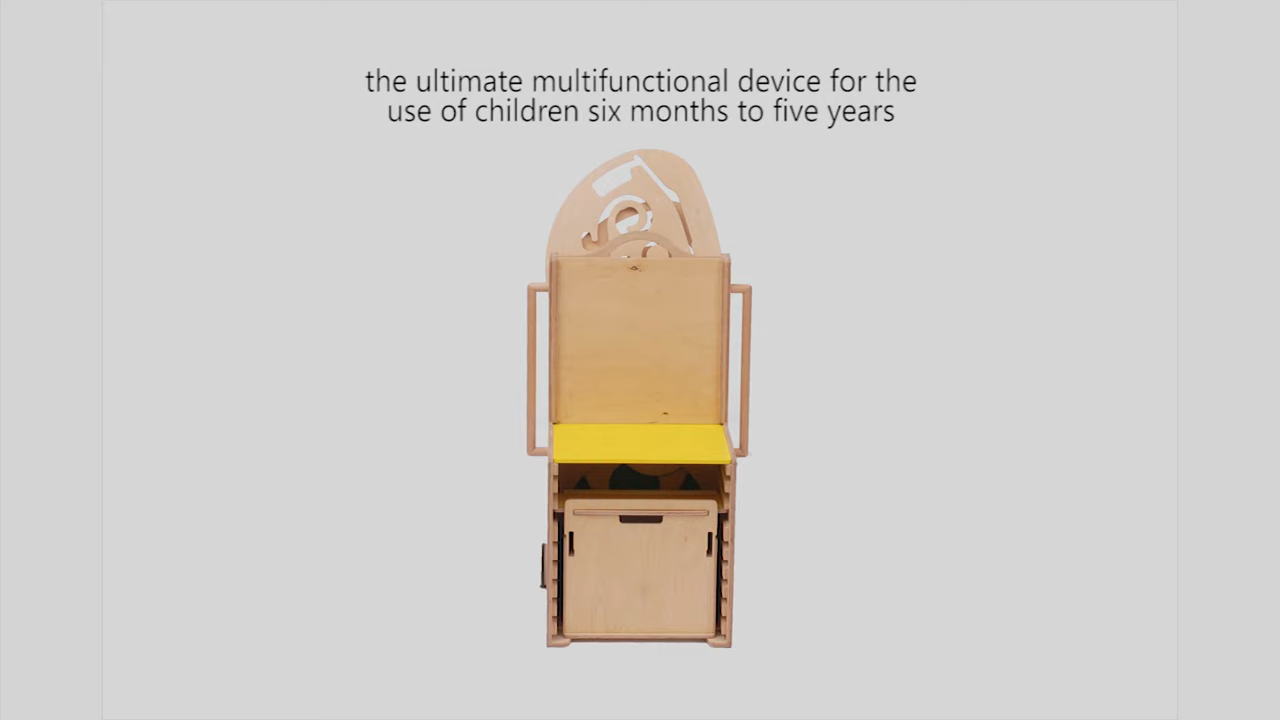 the ultimate multifunctional device for the
use of children six months to five years